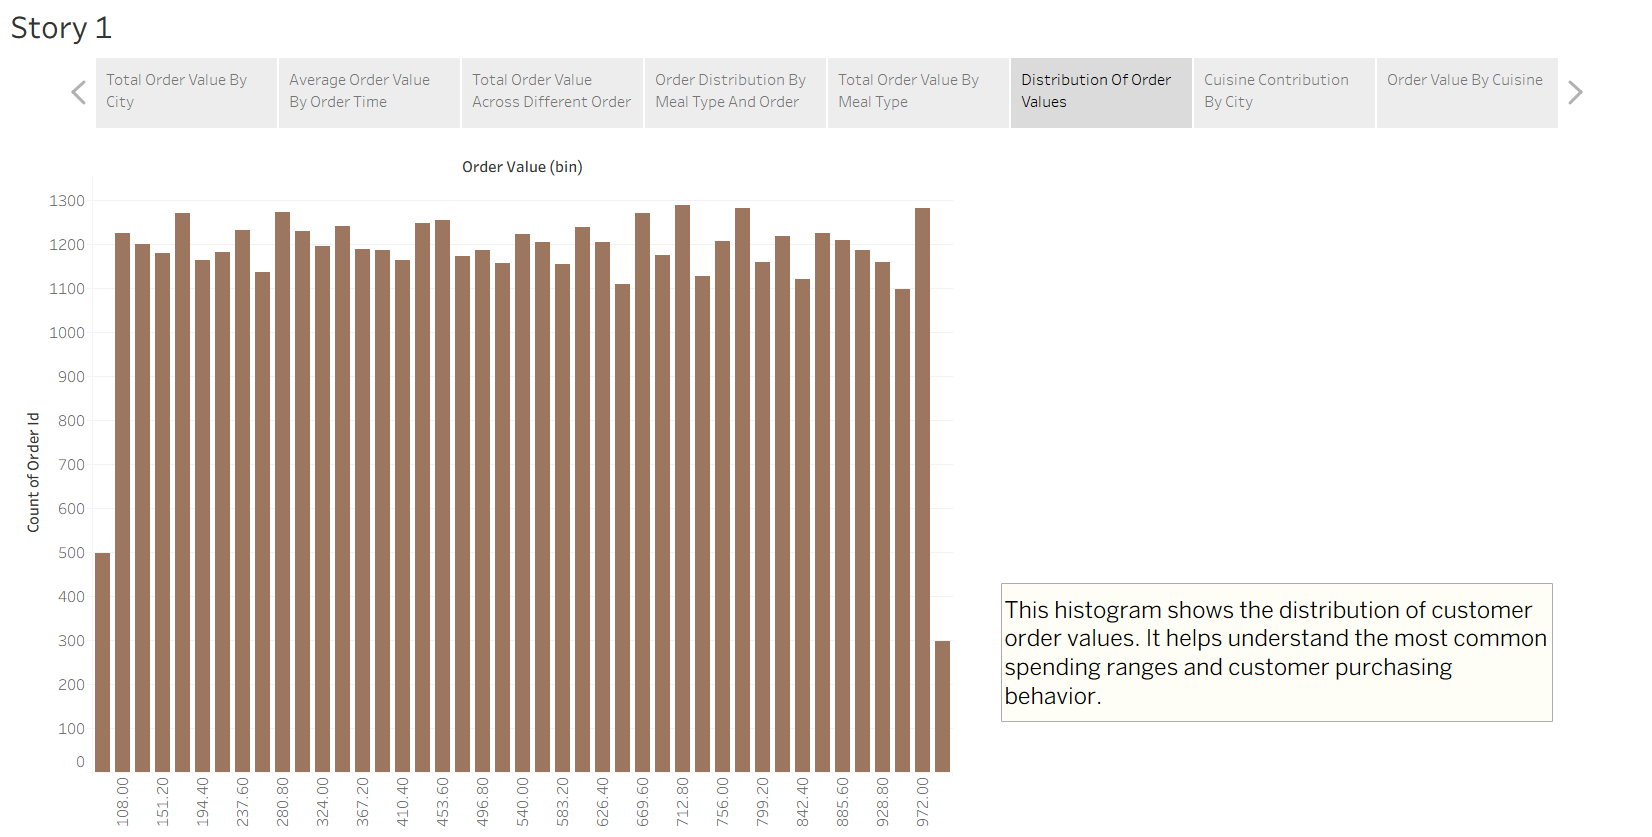 Story 1
Total Order Value By
City
Average Order Value
By Order Time
Total Order Value
Across Different Order
Order Distribution By
Meal Type And Order
Total Order Value By
Meal Type
Distribution Of Order
Values
Cuisine Contribution
By City
Order Value By Cuisine
Order Value (bin)
1300
1200
1100
1000
900
800
700
600
500
400
300
200
100
0
Count of Order Id
108.00
151.20
194.40
237.60
280.80
324.00
367.20
410.40
453.60
496.80
540.00
583.20
626.40
669.60
712.80
756.00
799.20
842.40
885.60
928.80
972.00
This histogram shows the distribution of customer
order values. It helps understand the most common
spending ranges and customer purchasing
behavior.